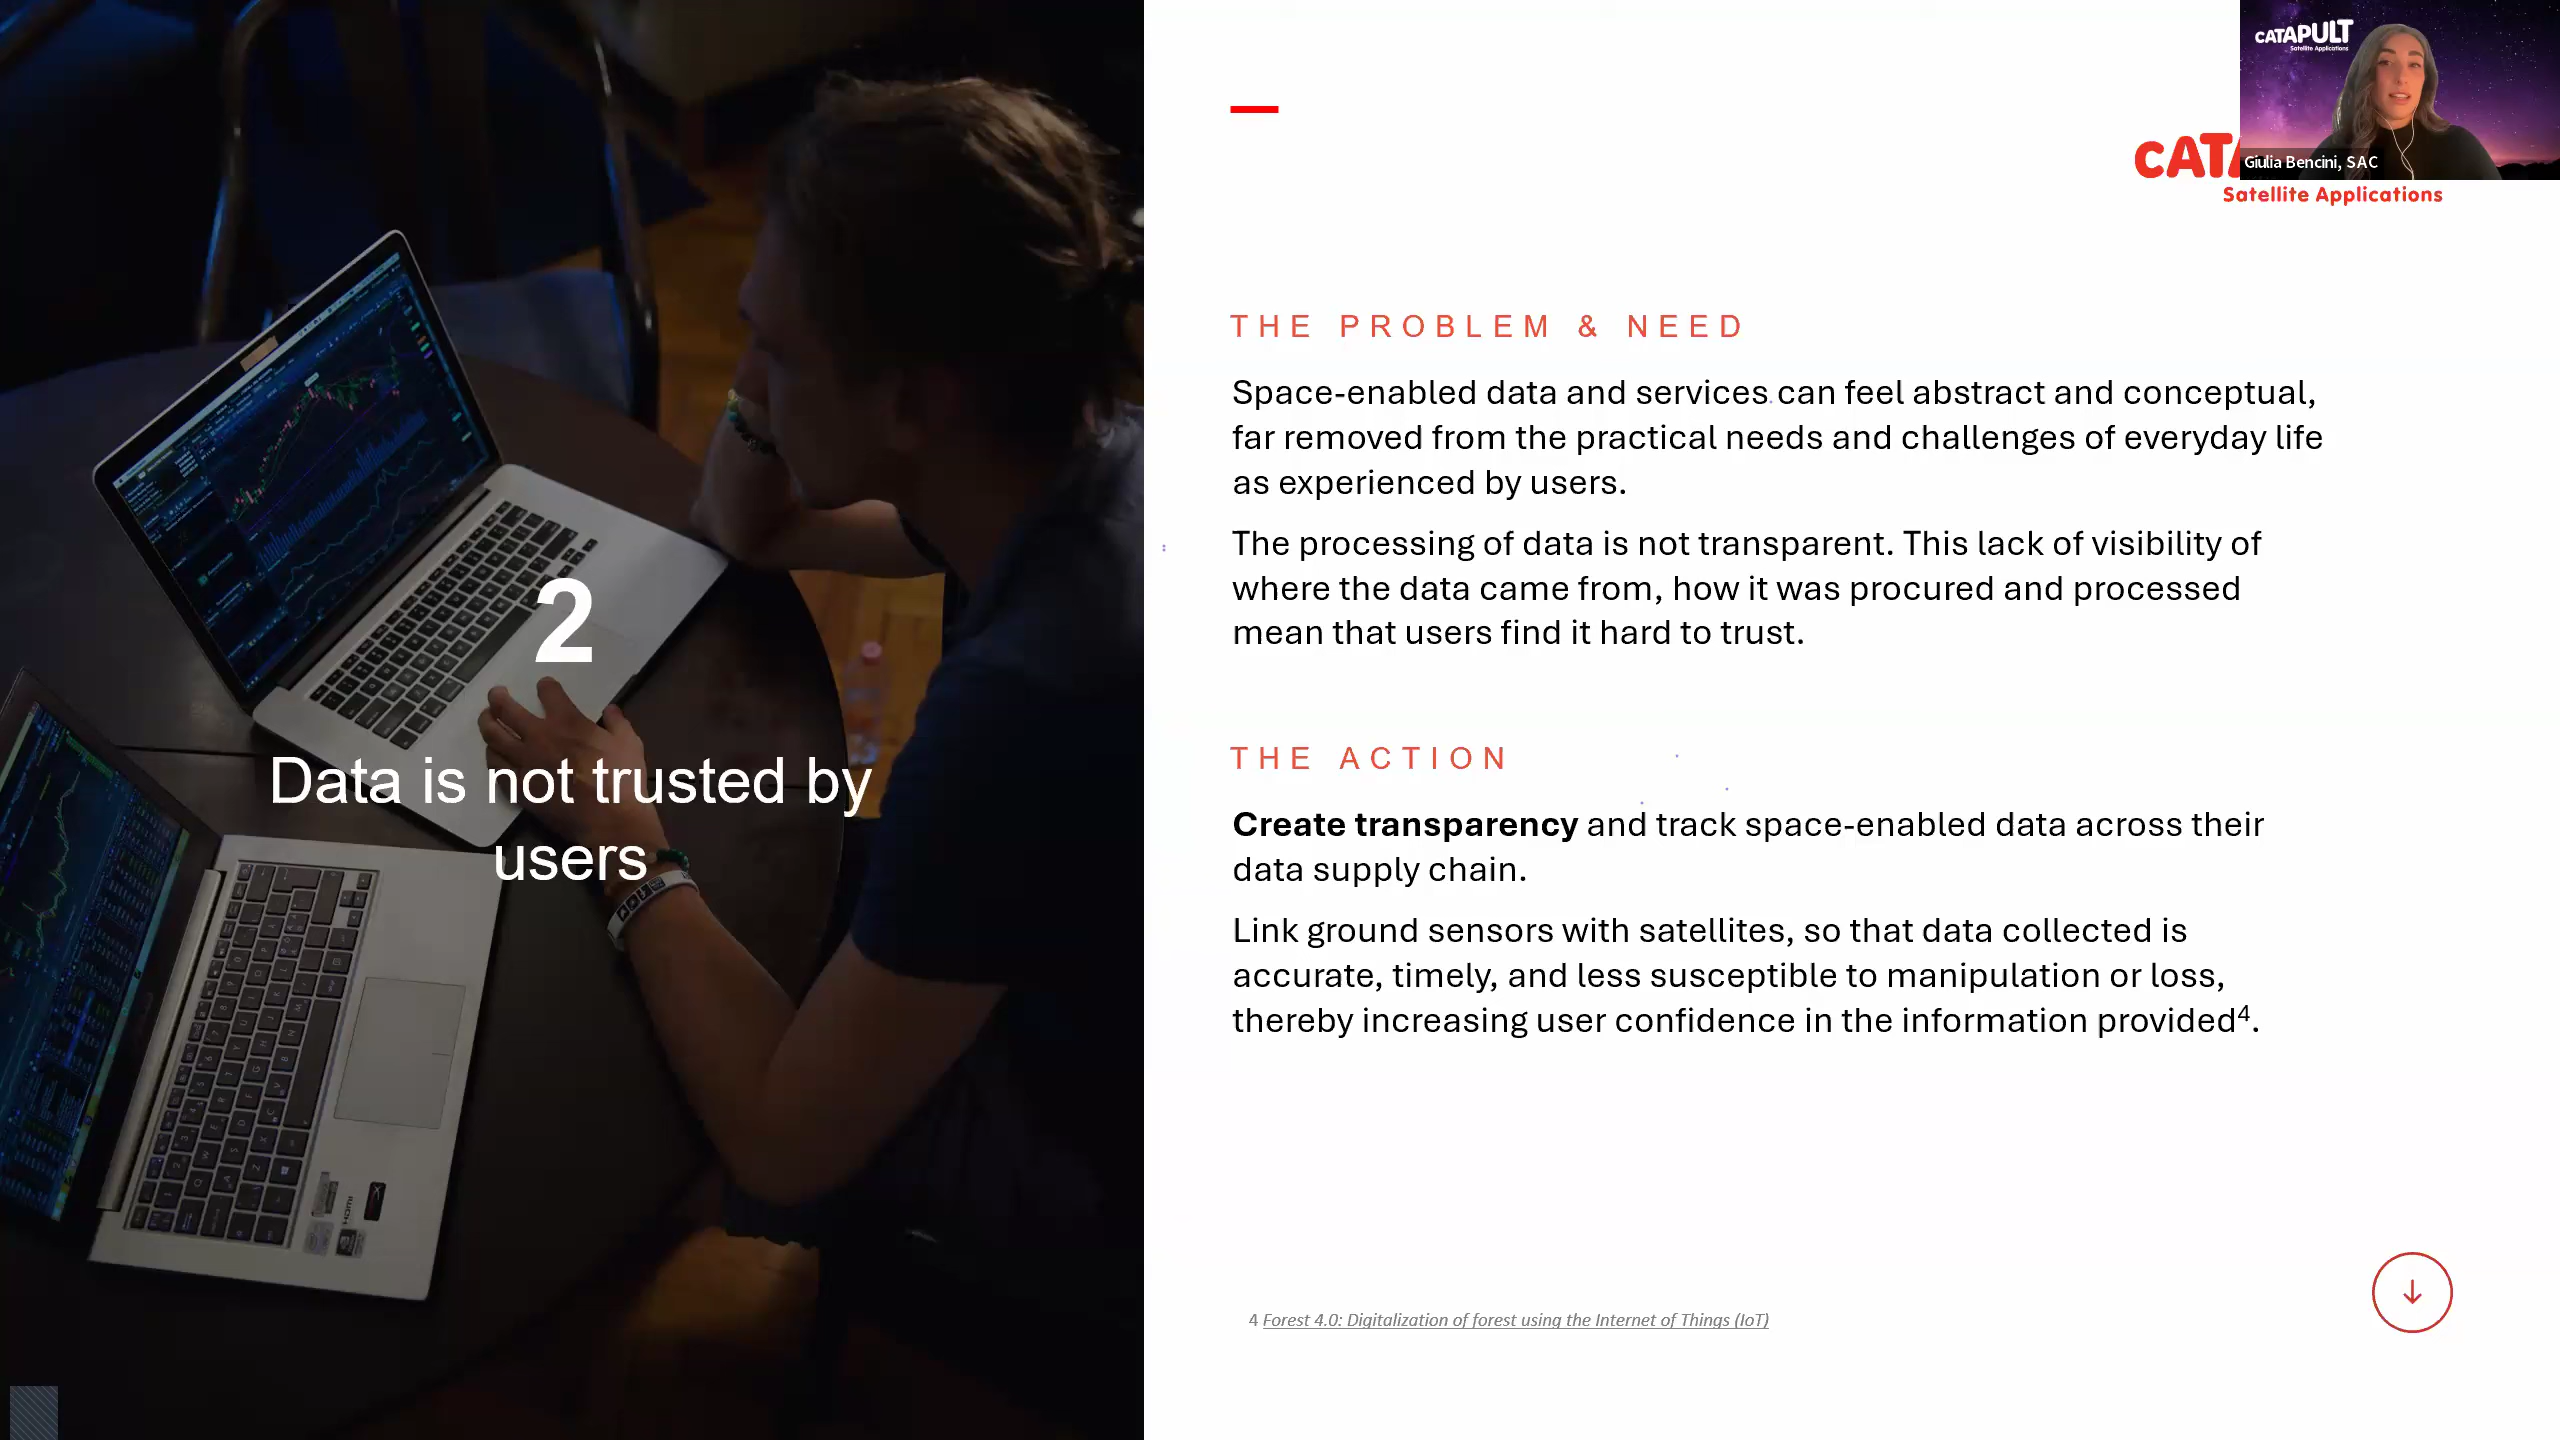 2
Data is not trusted by
users
CATAPULT
Satellite Applications
Giulia Bencini, SAC
Satellite Applications
THE PROBLEM & NEED
Space-enabled data and services can feel abstract and conceptual,
far removed from the practical needs and challenges of everyday life
as experienced by users.
The processing of data is not transparent. This lack of visibility of
where the data came from, how it was procured and processed
mean that users find it hard to trust.
THE ACTION
Create transparency and track space-enabled data across their
data supply chain.
Link ground sensors with satellites, so that data collected is
accurate, timely, and less susceptible to manipulation or loss,
thereby increasing user confidence in the information provided⁴.
4 Forest 4.0: Digitalization of forest using the Internet of Things (IoT)